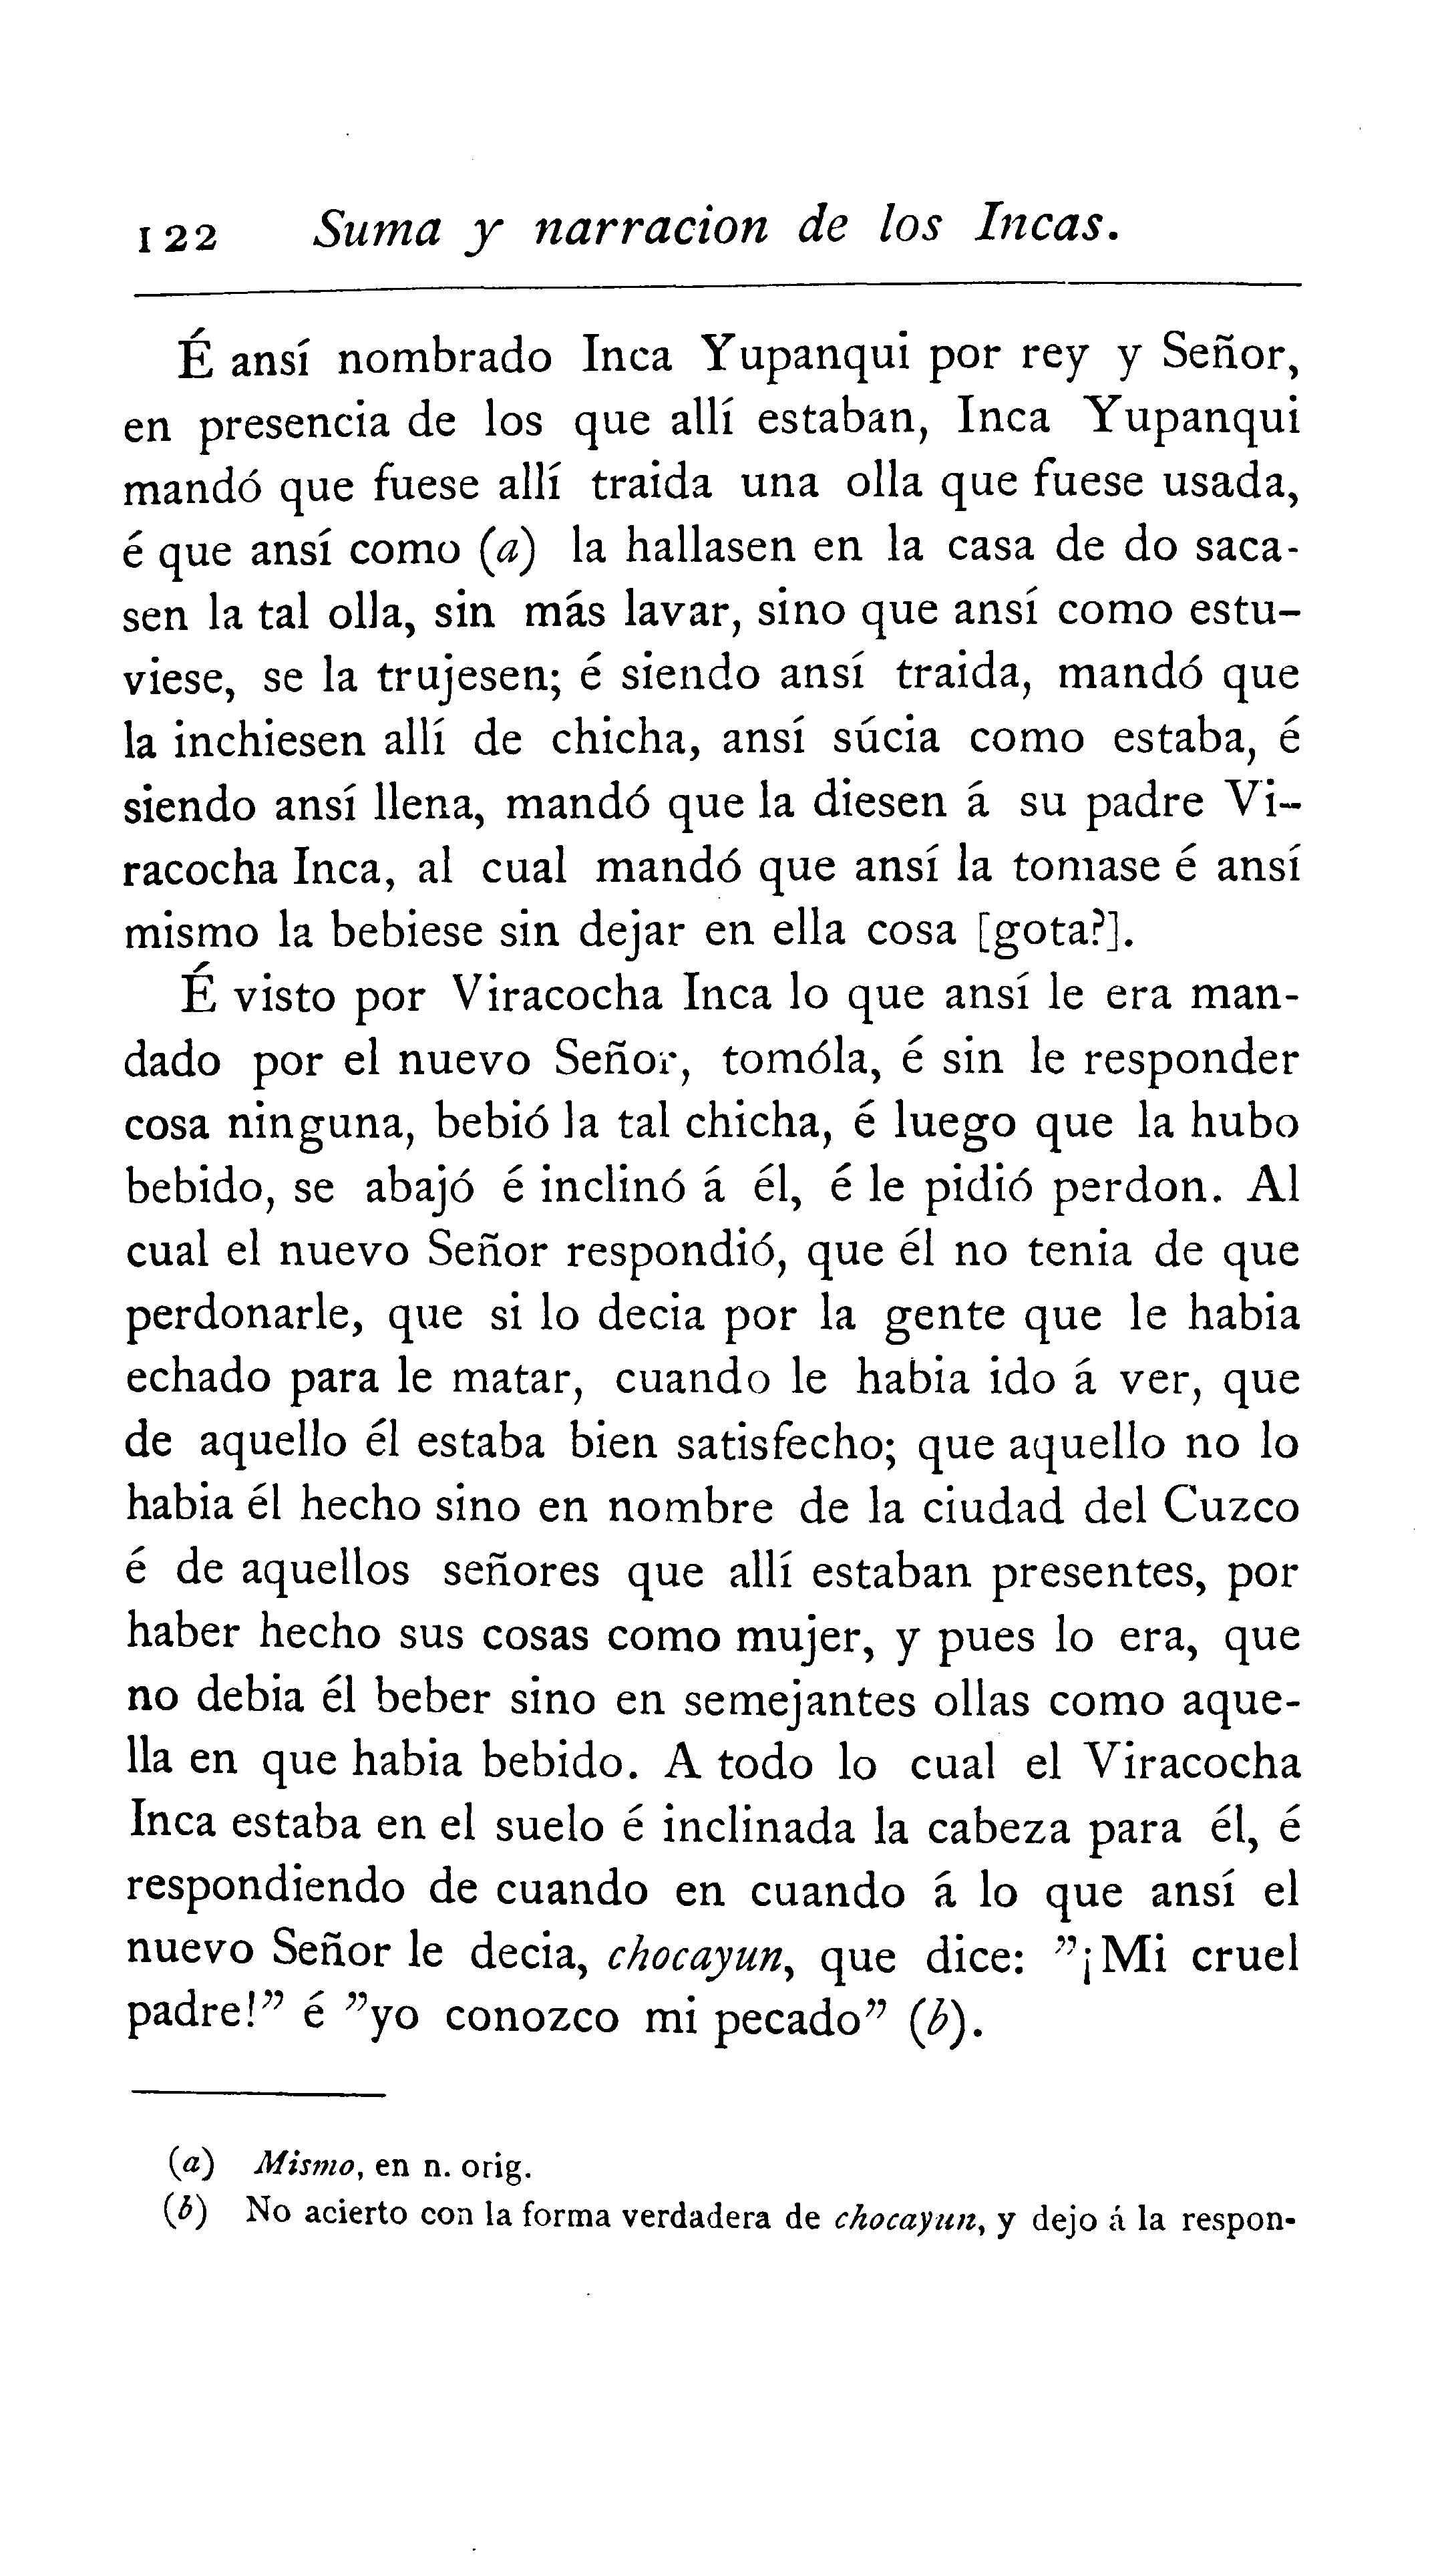 122 Suma y narracion de los Incas.
É ansí nombrado Inca Yupanqui por rey y Señor,
en presencia de los que allí estaban, Inca Yupanqui
mandó que fuese allí traida una olla que fuese usada,
é que ansí como (a) la hallasen en la casa de do saca-
sen la tal olla, sin más lavar, sino que ansí como estu-
viese, se la trujesen; é siendo ansí traida, mandó que
la inchiesen allí de chicha, ansí súcia como estaba, é
siendo ansí llena, mandó que la diesen á su padre Vi-
racocha Inca, al cual mandó que ansí la tomase é ansí
mismo la bebiese sin dejar en ella cosa [gota?].
É visto por Viracocha Inca lo que ansí le era man-
dado por el nuevo Señor, tomóla, é sin le responder
cosa ninguna, bebió la tal chicha, é luego que la hubo
bebido, se abajó é inclinó á él, é le pidió perdon. Al
cual el nuevo Señor respondió, que él no tenia de que
perdonarle, que si lo decia por la gente que le habia
echado para le matar, cuando le habia ido á ver, que
de aquello él estaba bien satisfecho; que aquello no lo
habia él hecho sino en nombre de la ciudad del Cuzco
é de aquellos señores que allí estaban presentes, por
haber hecho sus cosas como mujer, y pues lo era, que
no debia él beber sino en semejantes ollas como aque-
lla en que habia bebido. A todo lo cual el Viracocha
Inca estaba en el suelo é inclinada la cabeza para él, é
respondiendo de cuando en cuando á lo que ansí el
nuevo Señor le decia, chocayun, que dice: ”¡Mi cruel
padre!” é ”yo conozco mi pecado” (b).
(a) Mismo, en n. orig.
(b) No acierto con la forma verdadera de chocayun, y dejo á la respon-